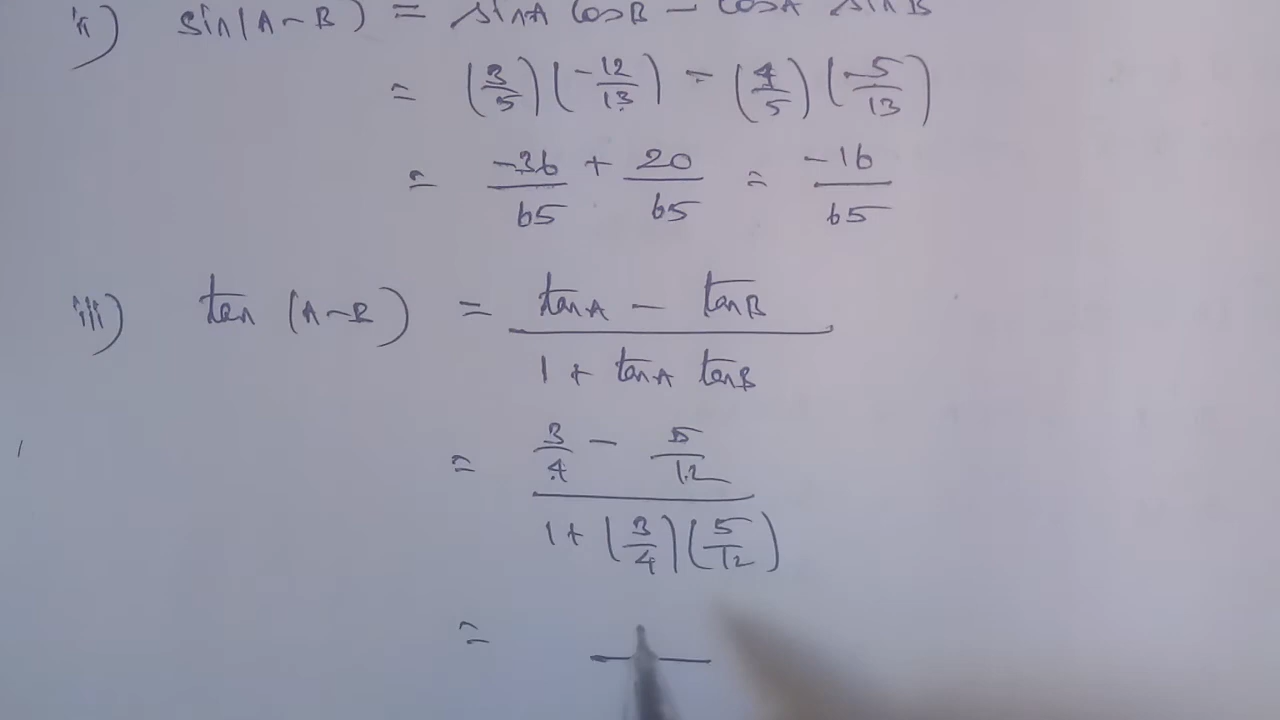 ii) sin(A-B) = sinA cosB - cosA sinB
= (3/5)(-12/13) - (4/5)(-5/13)
= -36/65 + 20/65 = -16/65
iii) tan (A-B) = tanA - tanB / 1 + tanA tanB
= 3/4 - 5/12 / 1+(3/4)(5/12)
=